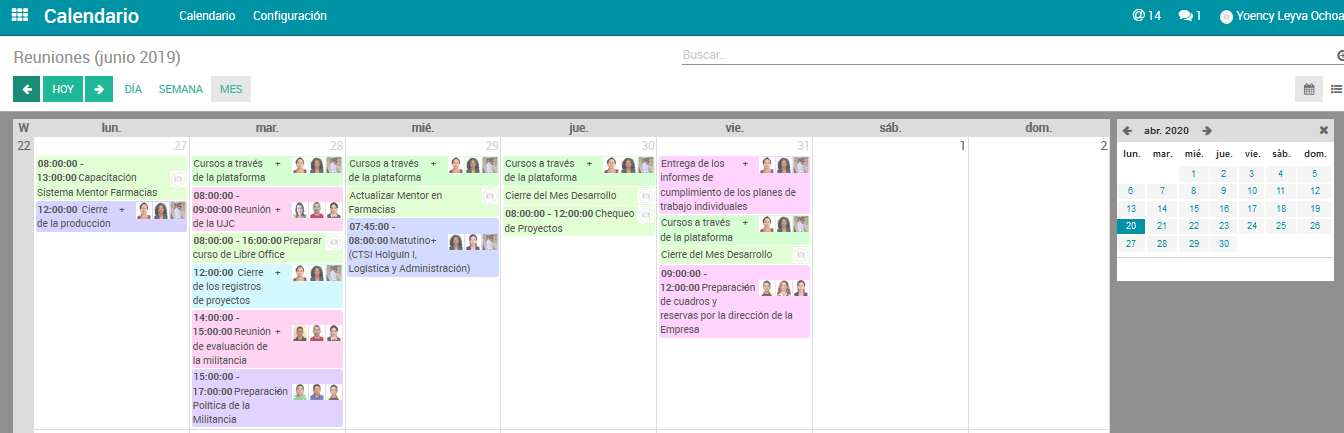 Calendario Calendario Configuración @ 14 1 Yoency Leyva Ochoa
Reuniones (junio 2019) Buscar...
HOY DÍA SEMANA MES
W lun. mar. mié. jue. vie. sáb. dom.
22 27 28 29 30 31 1 2
08:00:00 -
13:00:00 Capacitación
Sistema Mentor Farmacias
12:00:00 Cierre +
de la producción
Cursos a través +
de la plataforma
08:00:00 -
09:00:00 Reunión +
de la UJC
08:00:00 - 16:00:00 Preparar
curso de Libre Office
12:00:00 Cierre +
de los registros
de proyectos
14:00:00 -
15:00:00 Reunión +
de evaluación de
la militancia
15:00:00 -
17:00:00 Preparación
Política de la
Militancia
Cursos a través +
de la plataforma
Actualizar Mentor en
Farmacias
07:45:00 -
08:00:00 Matutino+
(CTSI Holguín I,
Logística y Administración)
Cursos a través +
de la plataforma
Cierre del Mes Desarrollo
08:00:00 - 12:00:00 Chequeo
de Proyectos
Entrega de los +
informes de
cumplimiento de los planes de
trabajo individuales
Cursos a través +
de la plataforma
Cierre del Mes Desarrollo
09:00:00 -
12:00:00 Preparación
de cuadros y
reservas por la dirección de la
Empresa
abr. 2020
lun. mar. mié. jue. vie. sáb. dom.
1 2 3 4 5
6 7 8 9 10 11 12
13 14 15 16 17 18 19
20 21 22 23 24 25 26
27 28 29 30